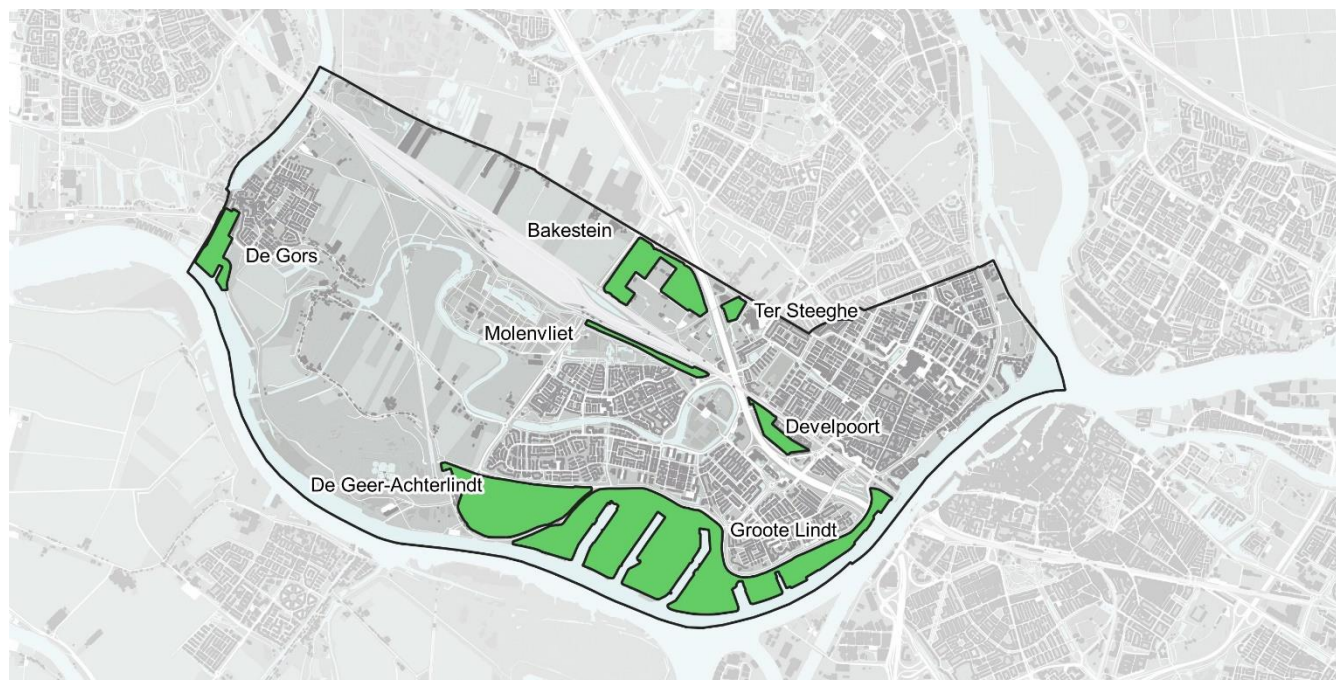 Bakestein
De Gors
Ter Steeghe
Molenvliet
Develpoort
De Geer-Achterlindt
Groote Lindt